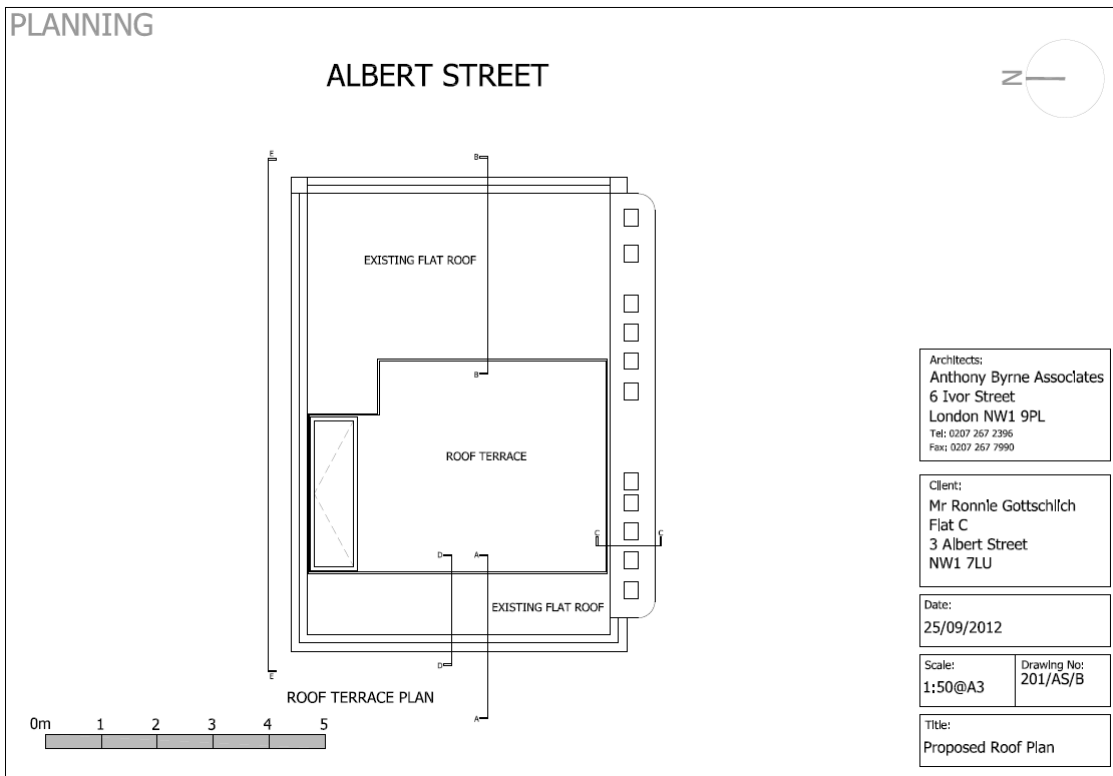 PLANNING
ALBERT STREET
N
E
B
EXISTING FLAT ROOF
B
ROOF TERRACE
C
C
D
A
EXISTING FLAT ROOF
D
E
A
ROOF TERRACE PLAN
0m 1 2 3 4 5
Architects:
Anthony Byrne Associates
6 Ivor Street
London NW1 9PL
Tel: 0207 267 2396
Fax: 0207 267 7990
Client:
Mr Ronnie Gottschlich
Flat C
3 Albert Street
NW1 7LU
Date:
25/09/2012
Scale:
1:50@A3
Drawing No:
201/AS/B
Title:
Proposed Roof Plan